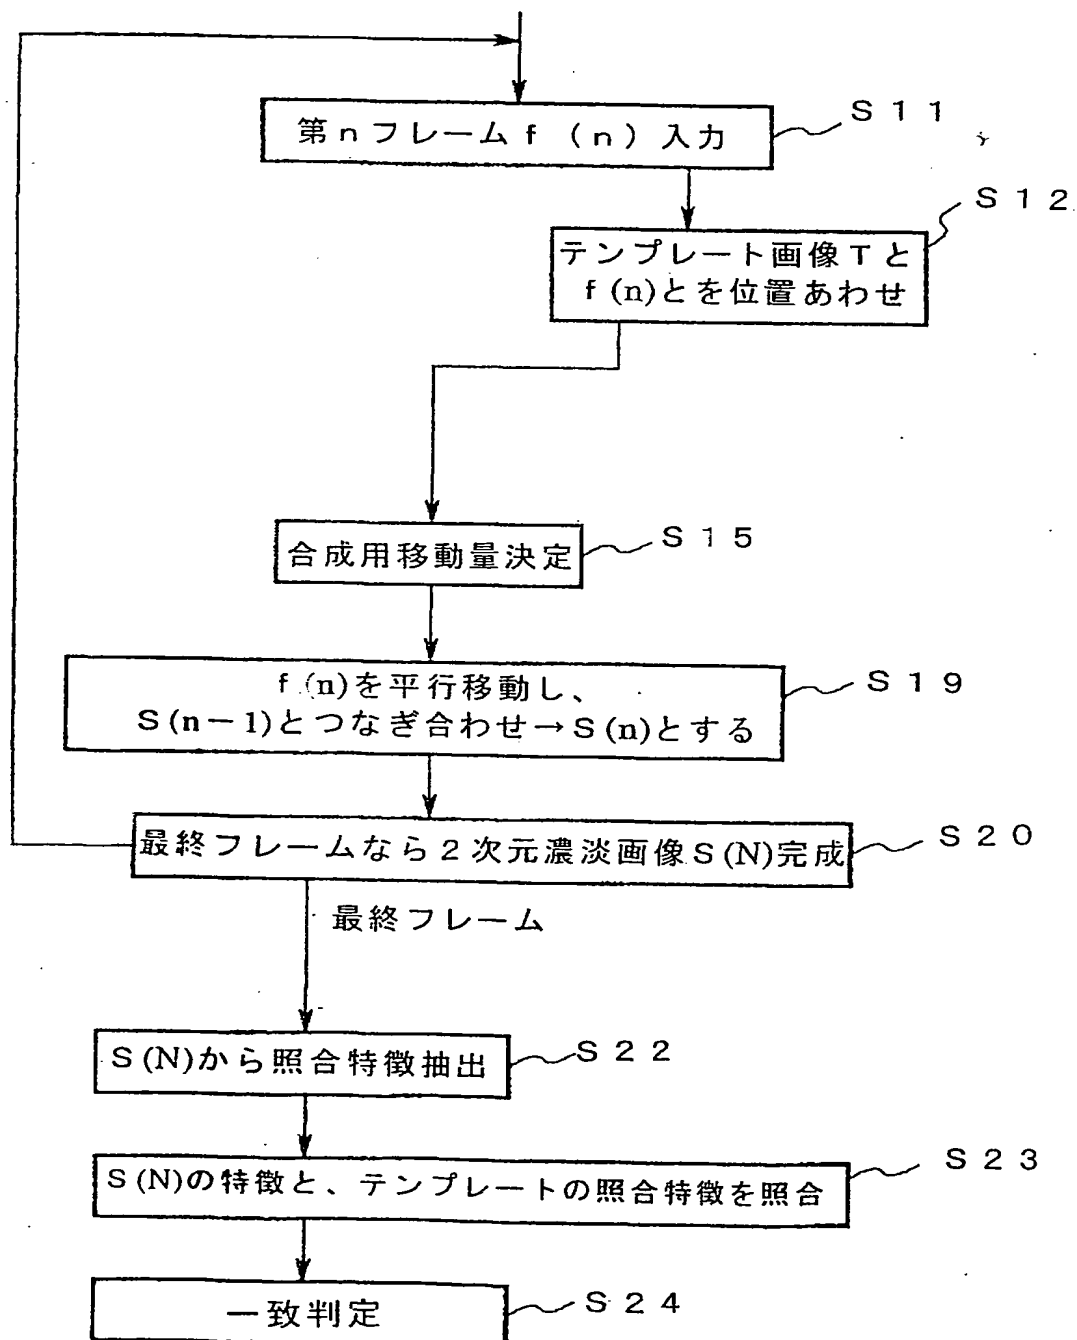 第nフレームf(n)入力
S11
S12
テンプレート画像Tと
f(n)とを位置あわせ
合成用移動量決定
S15
f(n)を平行移動し、
S(n-1)とつなぎ合わせ→S(n)とする
S19
最終フレームなら2次元濃淡画像S(N)完成
S20
最終フレーム
S(N)から照合特徴抽出
S22
S(N)の特徴と、テンプレートの照合特徴を照合
S23
一致判定
S24